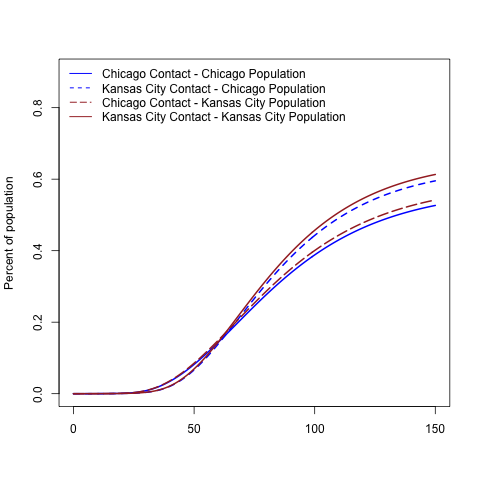 Chicago Contact - Chicago Population
Kansas City Contact - Chicago Population
Chicago Contact - Kansas City Population
Kansas City Contact - Kansas City Population
Percent of population
0.8
0.6
0.4
0.2
0.0
0 50 100 150